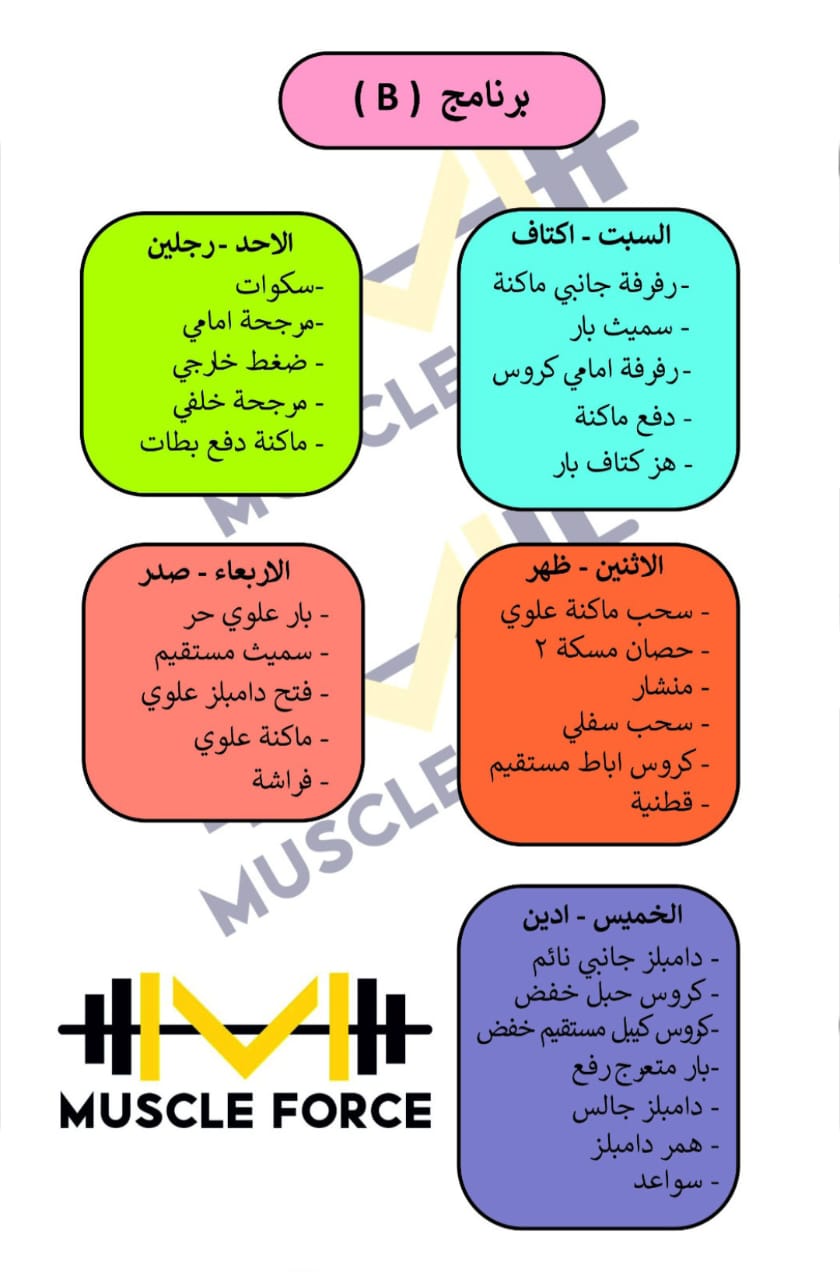 برنامج ( B )
السبت - اكتاف
-رفرفة جانبي ماكنة
- سميث بار
-رفرفة امامي كروس
- دفع ماكنة
- هز كتاف بار
الاحد -رجلين
-سكوات
-مرجحة امامي
- ضغط خارجي
- مرجحة خلفي
- ماكنة دفع بطات
الاثنين - ظهر
- سحب ماكنة علوي
- حصان مسكة ٢
- منشار
- سحب سفلي
- كروس اباط مستقيم
- قطنية
الاربعاء - صدر
- بار علوي حر
- سميث مستقيم
- فتح دامبلز علوي
- ماكنة علوي
- فراشة
الخميس - ادين
- دامبلز جانبي نائم
- كروس حبل خفض
-كروس كيبل مستقيم خفض
-بار متعرج رفع
- دامبلز جالس
- همر دامبلز
- سواعد
MUSCLE FORCE
MUSCLE
MUSCLE